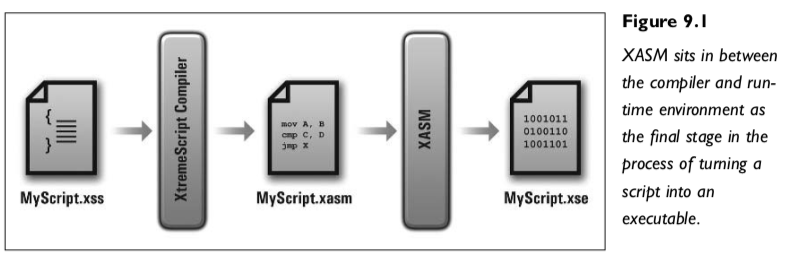 {
}
MyScript.xss
XtremeScript Compiler
mov A, B
cmp C, D
jmp X
MyScript.xasm
XASM
1001011
0100110
1001101
MyScript.xse
Figure 9.1
XASM sits in between
the compiler and run-
time environment as
the final stage in the
process of turning a
script into an
executable.